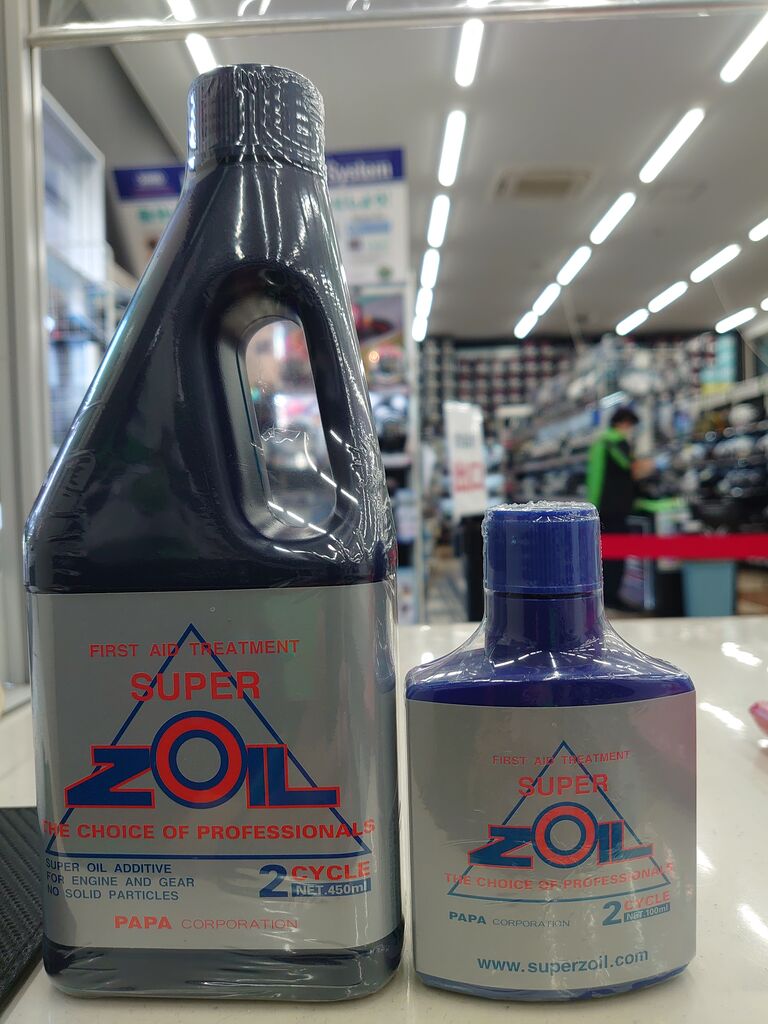 System
FIRST AID TREATMENT
SUPER
ZOIL
THE CHOICE OF PROFESSIONALS
SUPER OIL ADDITIVE
FOR ENGINE AND GEAR
NO SOLID PARTICLES
2 CYCLE
NET.450ml
PAPA CORPORATION
FIRST AID TREATMENT
SUPER
ZOIL
THE CHOICE OF PROFESSIONALS
PAPA CORPORATION
2 CYCLE
NET.100ml
www.superzoil.com